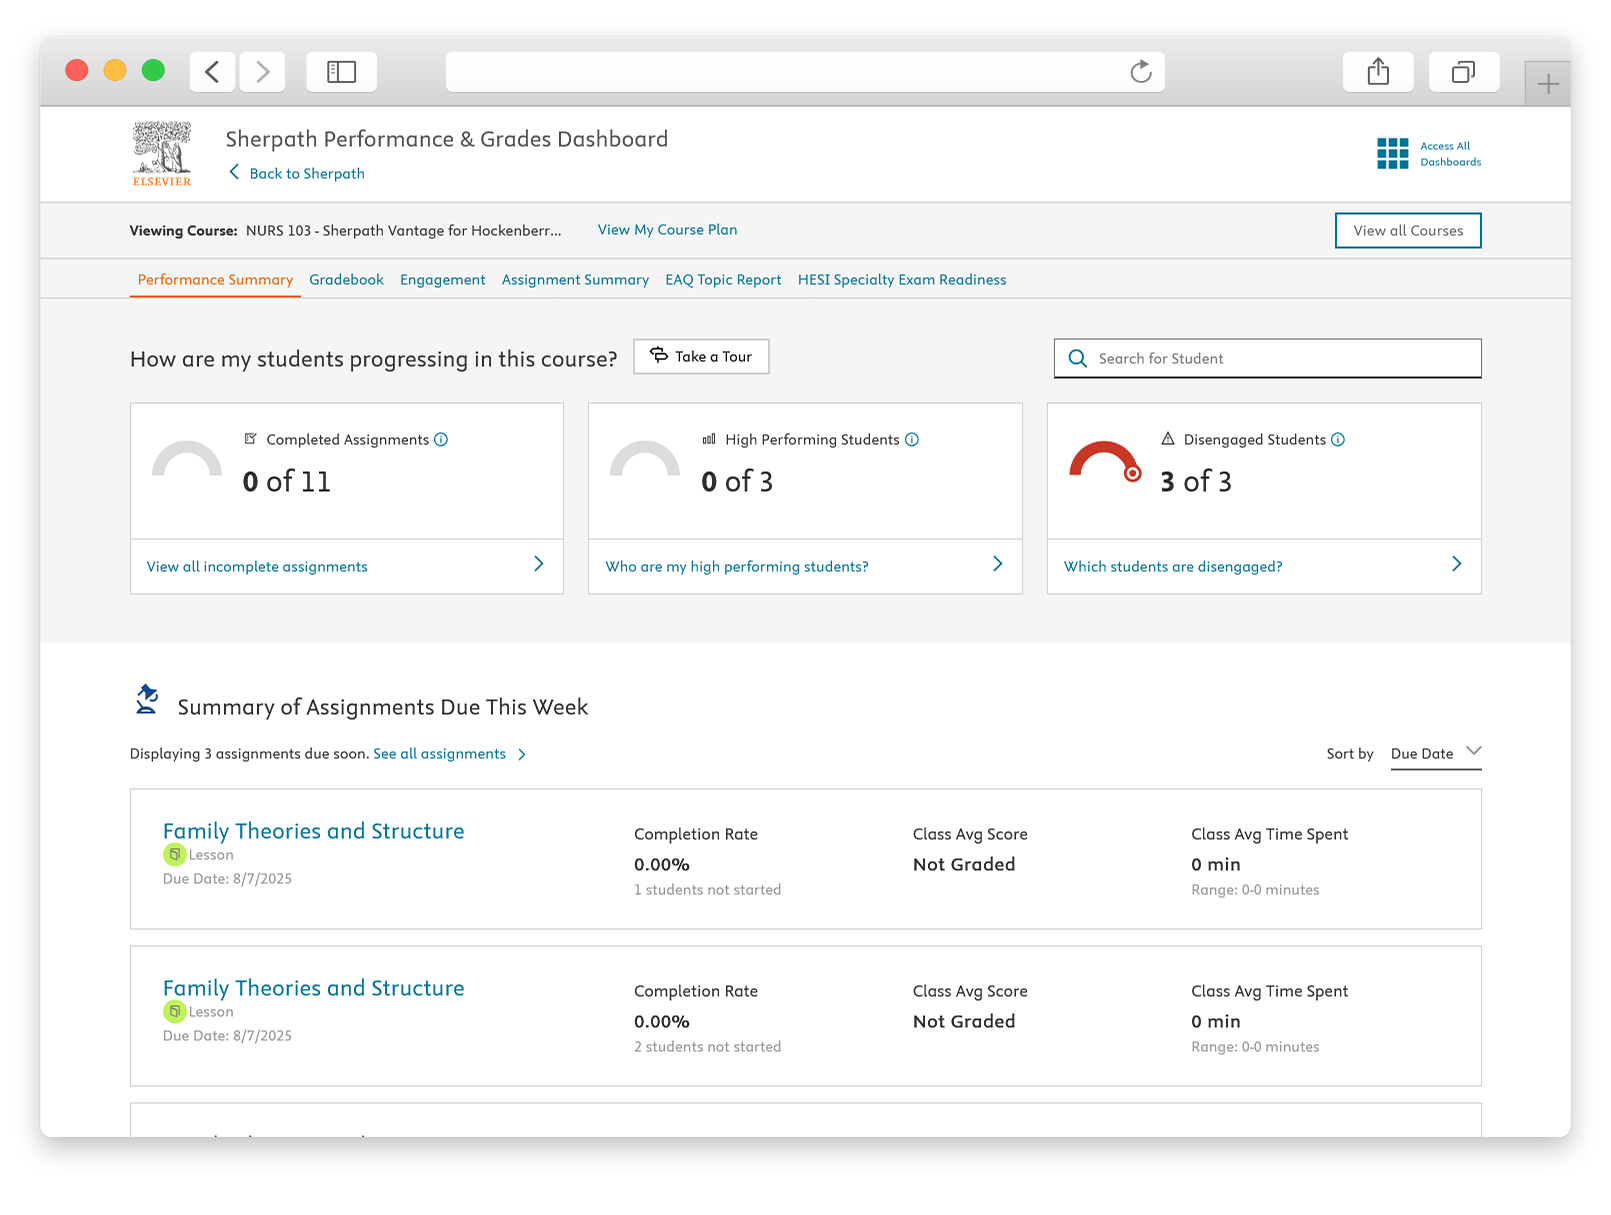 Sherpath Performance & Grades Dashboard
ELSEVIER
Back to Sherpath
Access All
Dashboards
Viewing Course: NURS 103 - Sherpath Vantage for Hockenberr...
View My Course Plan
View all Courses
Performance Summary
Gradebook
Engagement
Assignment Summary
EAQ Topic Report
HESI Specialty Exam Readiness
How are my students progressing in this course?
Take a Tour
Search for Student
Completed Assignments
0 of 11
View all incomplete assignments
High Performing Students
0 of 3
Who are my high performing students?
Disengaged Students
3 of 3
Which students are disengaged?
Summary of Assignments Due This Week
Displaying 3 assignments due soon. See all assignments
Sort by Due Date
Family Theories and Structure
Lesson
Due Date: 8/7/2025
Completion Rate
0.00%
1 students not started
Class Avg Score
Not Graded
Class Avg Time Spent
0 min
Range: 0-0 minutes
Family Theories and Structure
Lesson
Due Date: 8/7/2025
Completion Rate
0.00%
2 students not started
Class Avg Score
Not Graded
Class Avg Time Spent
0 min
Range: 0-0 minutes